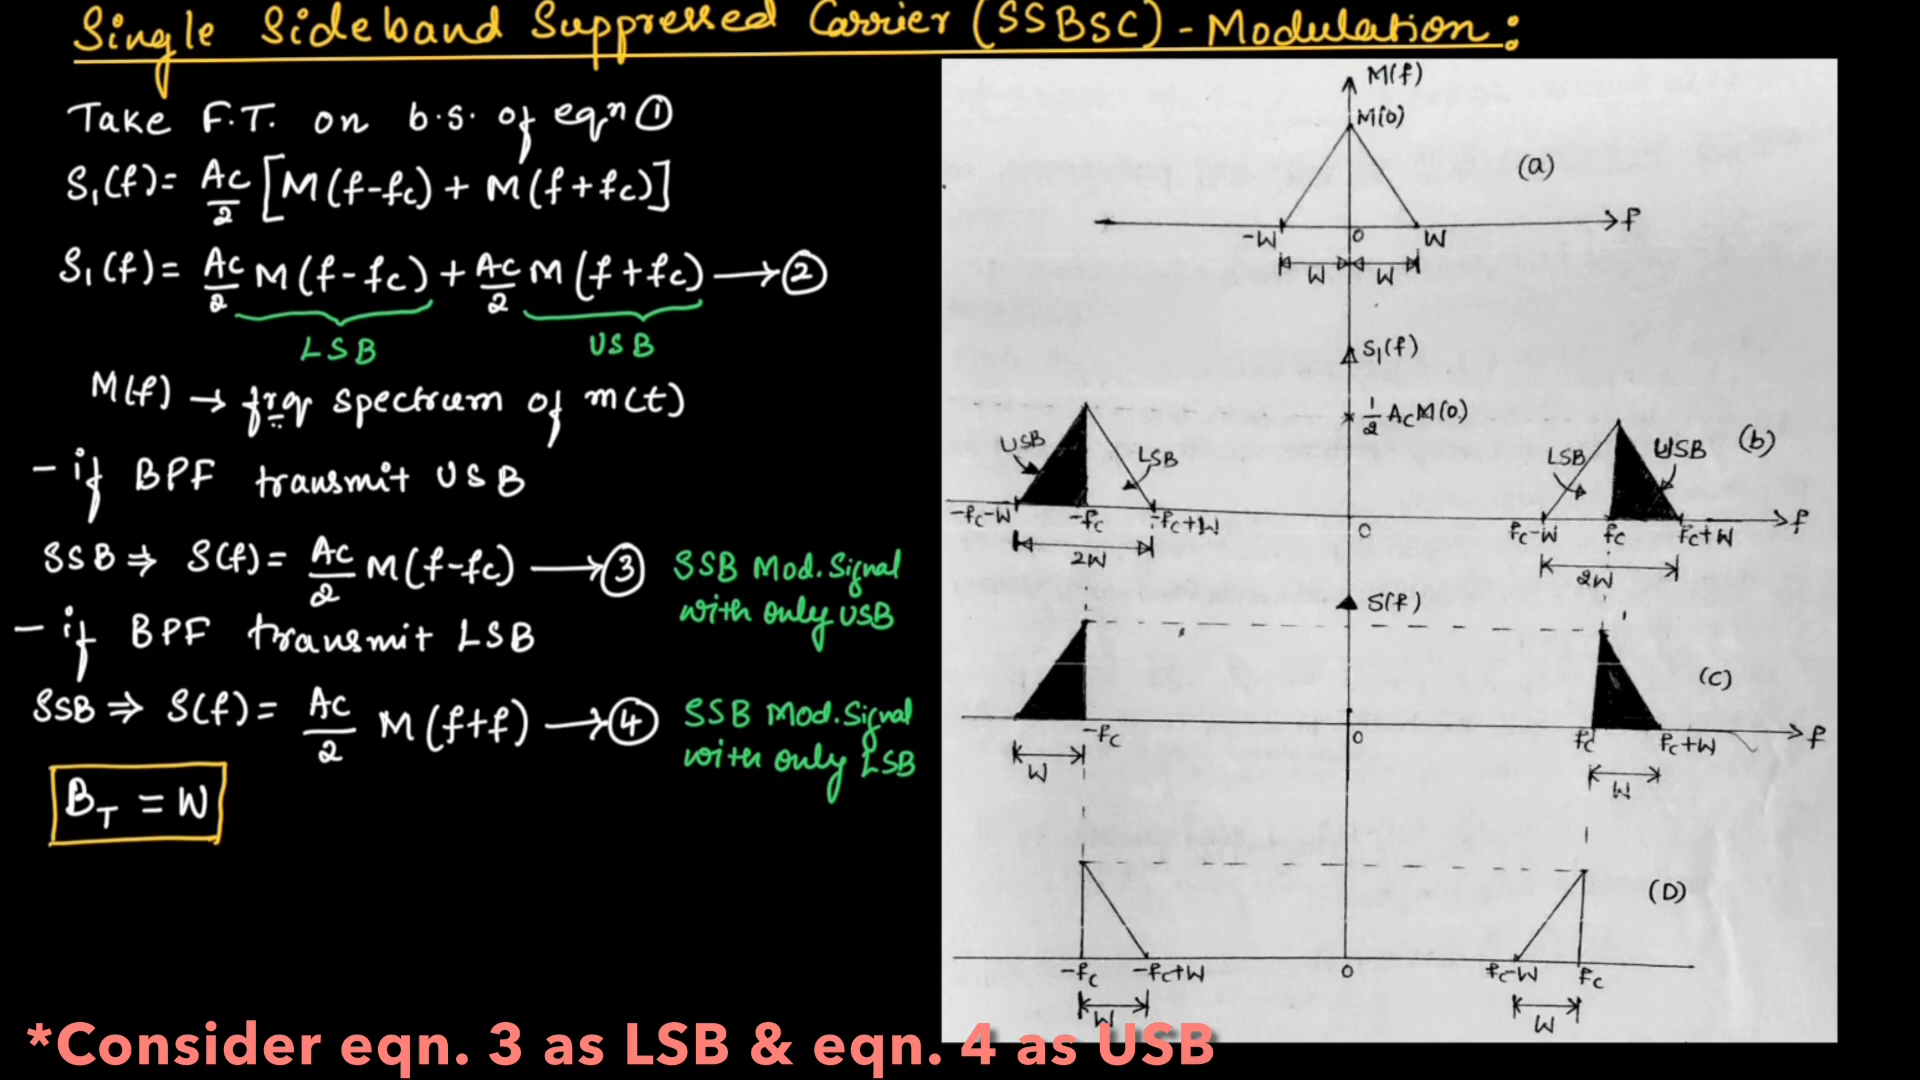 Single Sideband Suppressed Carrier (SSBSC) - Modulation :
Take F.T. on b.s. of eqn ①
S₁(f) = Ac/2 [M(f-fc) + M(f+fc)]
S₁(f) = Ac/2 M(f-fc) + Ac/2 M(f+fc) → ②
LSB USB
M(f) → frq spectrum of m(t)
- if BPF transmit USB
SSB ⇒ S(f) = Ac/2 M(f-fc) → ③ SSB Mod. Signal
with only USB
- if BPF transmit LSB
SSB ⇒ S(f) = Ac/2 M(f+f) → ④ SSB Mod. Signal
with only LSB
B_T = W
M(f)
M(0)
(a)
-W 0 W f
W W
S₁(f)
1/2 Ac M(0)
USB LSB LSB USB (b)
-fc-W -fc -fc+W 0 fc-W fc fc+W f
2W 2W
S(f)
(C)
-fc 0 fc fc+W f
W W
(D)
-fc -fc+W 0 fc-W fc
W W
*Consider eqn. 3 as LSB & eqn. 4 as USB